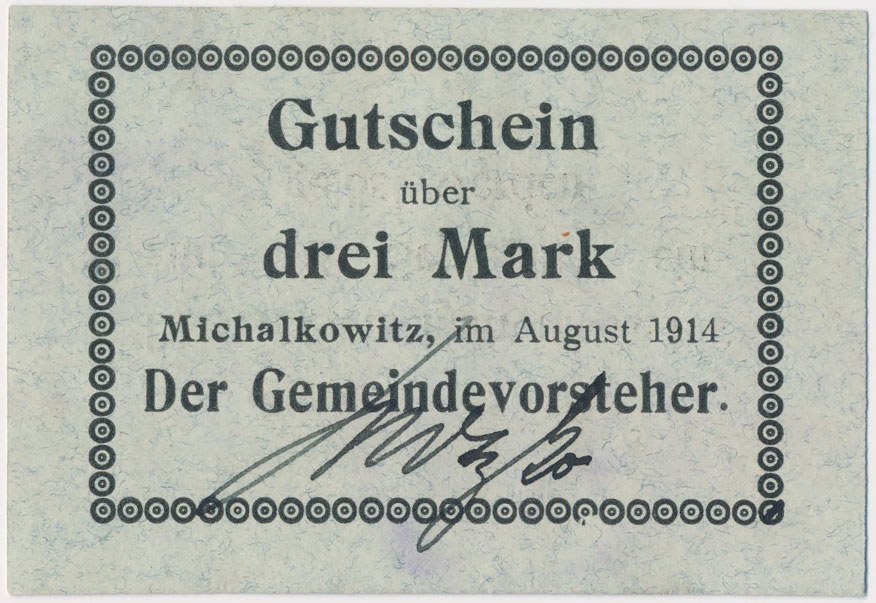 Gutschein
über
drei Mark
Michalkowitz, im August 1914
Der Gemeindevorsteher.